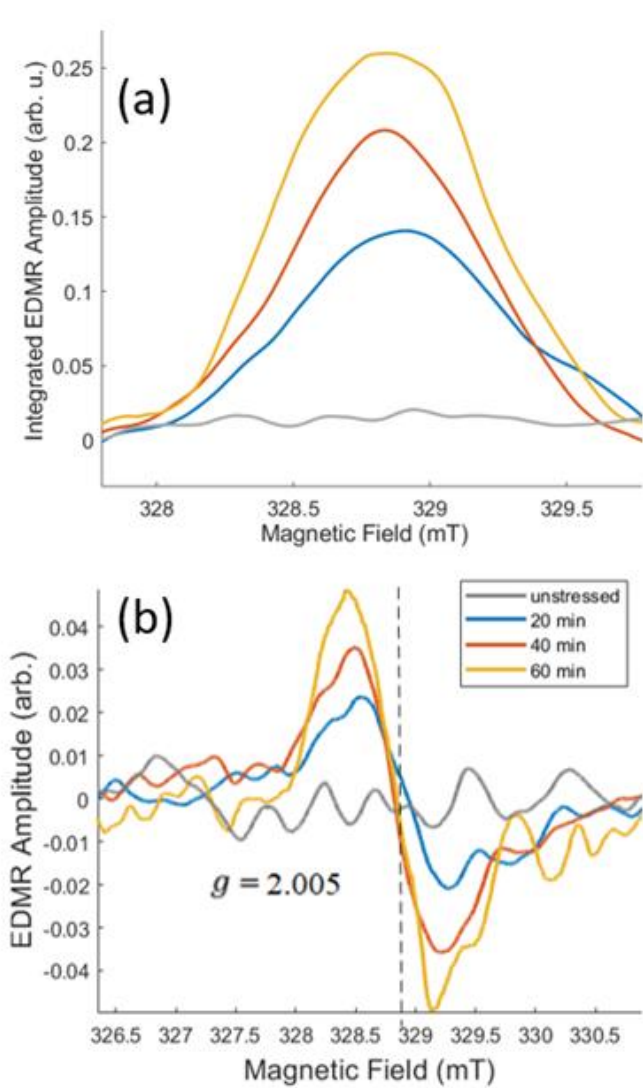 (a)
Integrated EDMR Amplitude (arb. u.)
0.25
0.2
0.15
0.1
0.05
0
328
328.5
329
329.5
Magnetic Field (mT)
(b)
unstressed
20 min
40 min
60 min
EDMR Amplitude (arb.)
0.04
0.03
0.02
0.01
0
-0.01
-0.02
-0.03
-0.04
g = 2.005
326.5
327
327.5
328
328.5
329
329.5
330
330.5
Magnetic Field (mT)